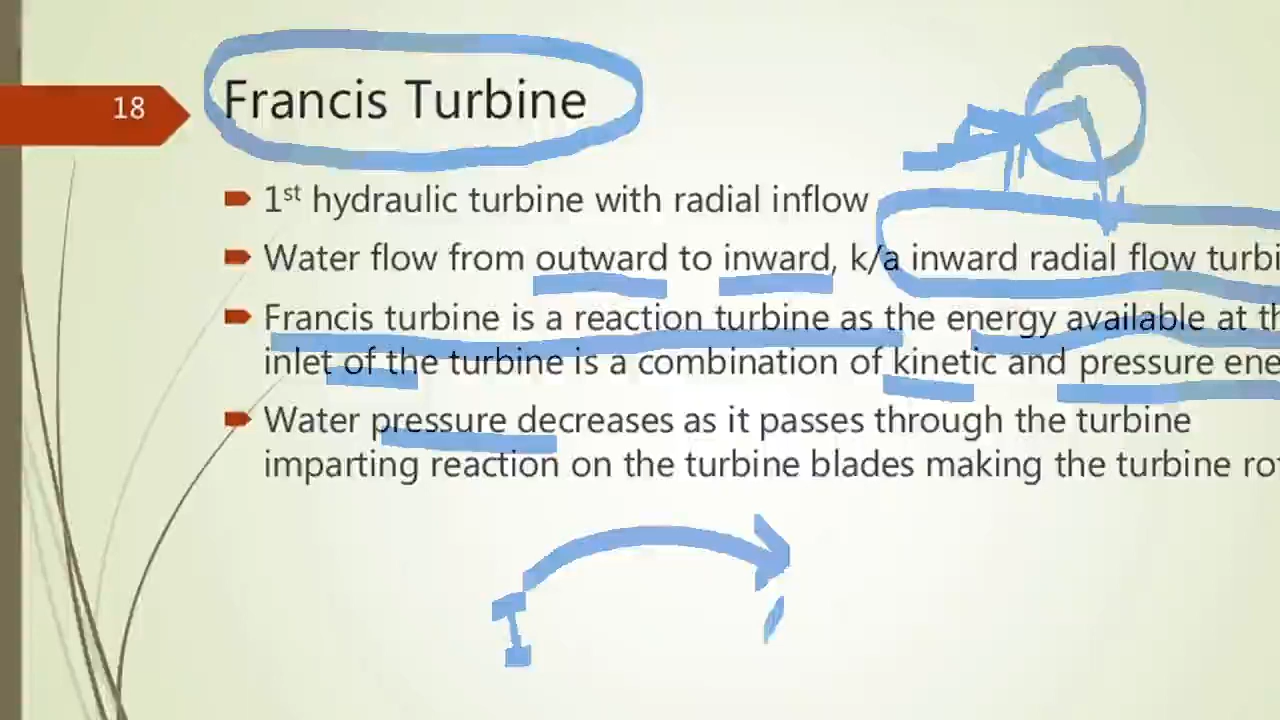 18
Francis Turbine
1st hydraulic turbine with radial inflow
Water flow from outward to inward, k/a inward radial flow turbi
Francis turbine is a reaction turbine as the energy available at th
inlet of the turbine is a combination of kinetic and pressure ene
Water pressure decreases as it passes through the turbine
imparting reaction on the turbine blades making the turbine rot